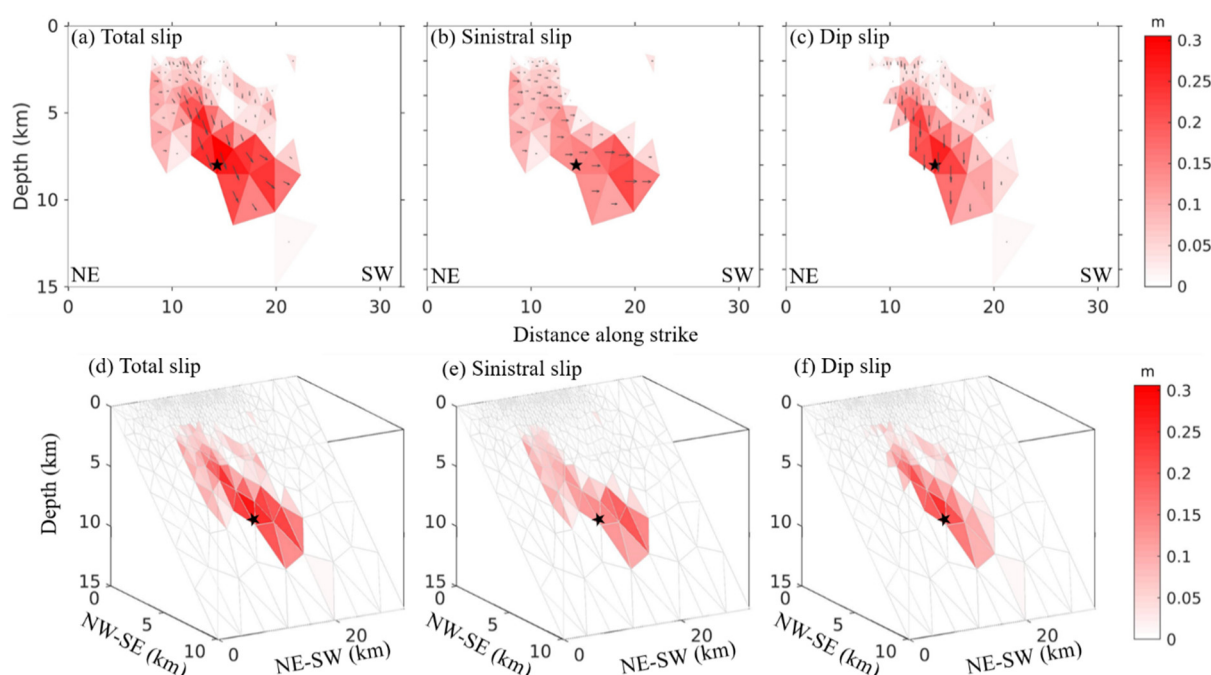 (a) Total slip
(b) Sinistral slip
(c) Dip slip
m
0
5
10
15
Depth (km)
NE
SW
NE
SW
NE
SW
0
10
20
30
0
10
20
30
0
10
20
30
0.3
0.25
0.2
0.15
0.1
0.05
0
Distance along strike
(d) Total slip
(e) Sinistral slip
(f) Dip slip
m
0
5
10
15
Depth (km)
0
5
10
NW-SE (km)
0
20
NE-SW (km)
0
5
10
15
0
5
10
NW-SE (km)
0
20
NE-SW (km)
0
5
10
15
0
5
10
NW-SE (km)
0
20
NE-SW (km)
0.3
0.25
0.2
0.15
0.1
0.05
0